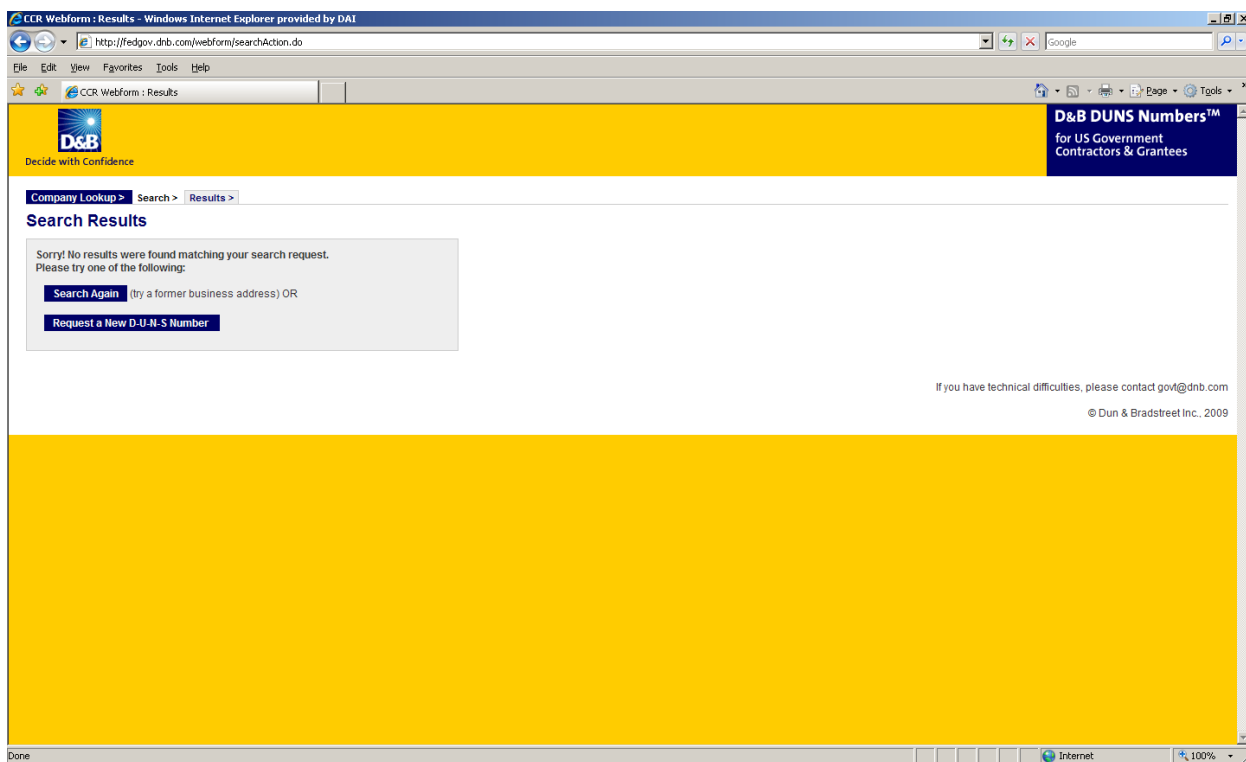 CCR Webform : Results - Windows Internet Explorer provided by DAI
http://fedgov.dnb.com/webform/searchAction.do
Google
File Edit View Favorites Tools Help
CCR Webform : Results
Page Tools
D&B
Decide with Confidence
D&B DUNS Numbers™
for US Government
Contractors & Grantees
Company Lookup > Search > Results >
Search Results
Sorry! No results were found matching your search request.
Please try one of the following:
Search Again (try a former business address) OR
Request a New D-U-N-S Number
If you have technical difficulties, please contact govt@dnb.com
© Dun & Bradstreet Inc., 2009
Done Internet 100%